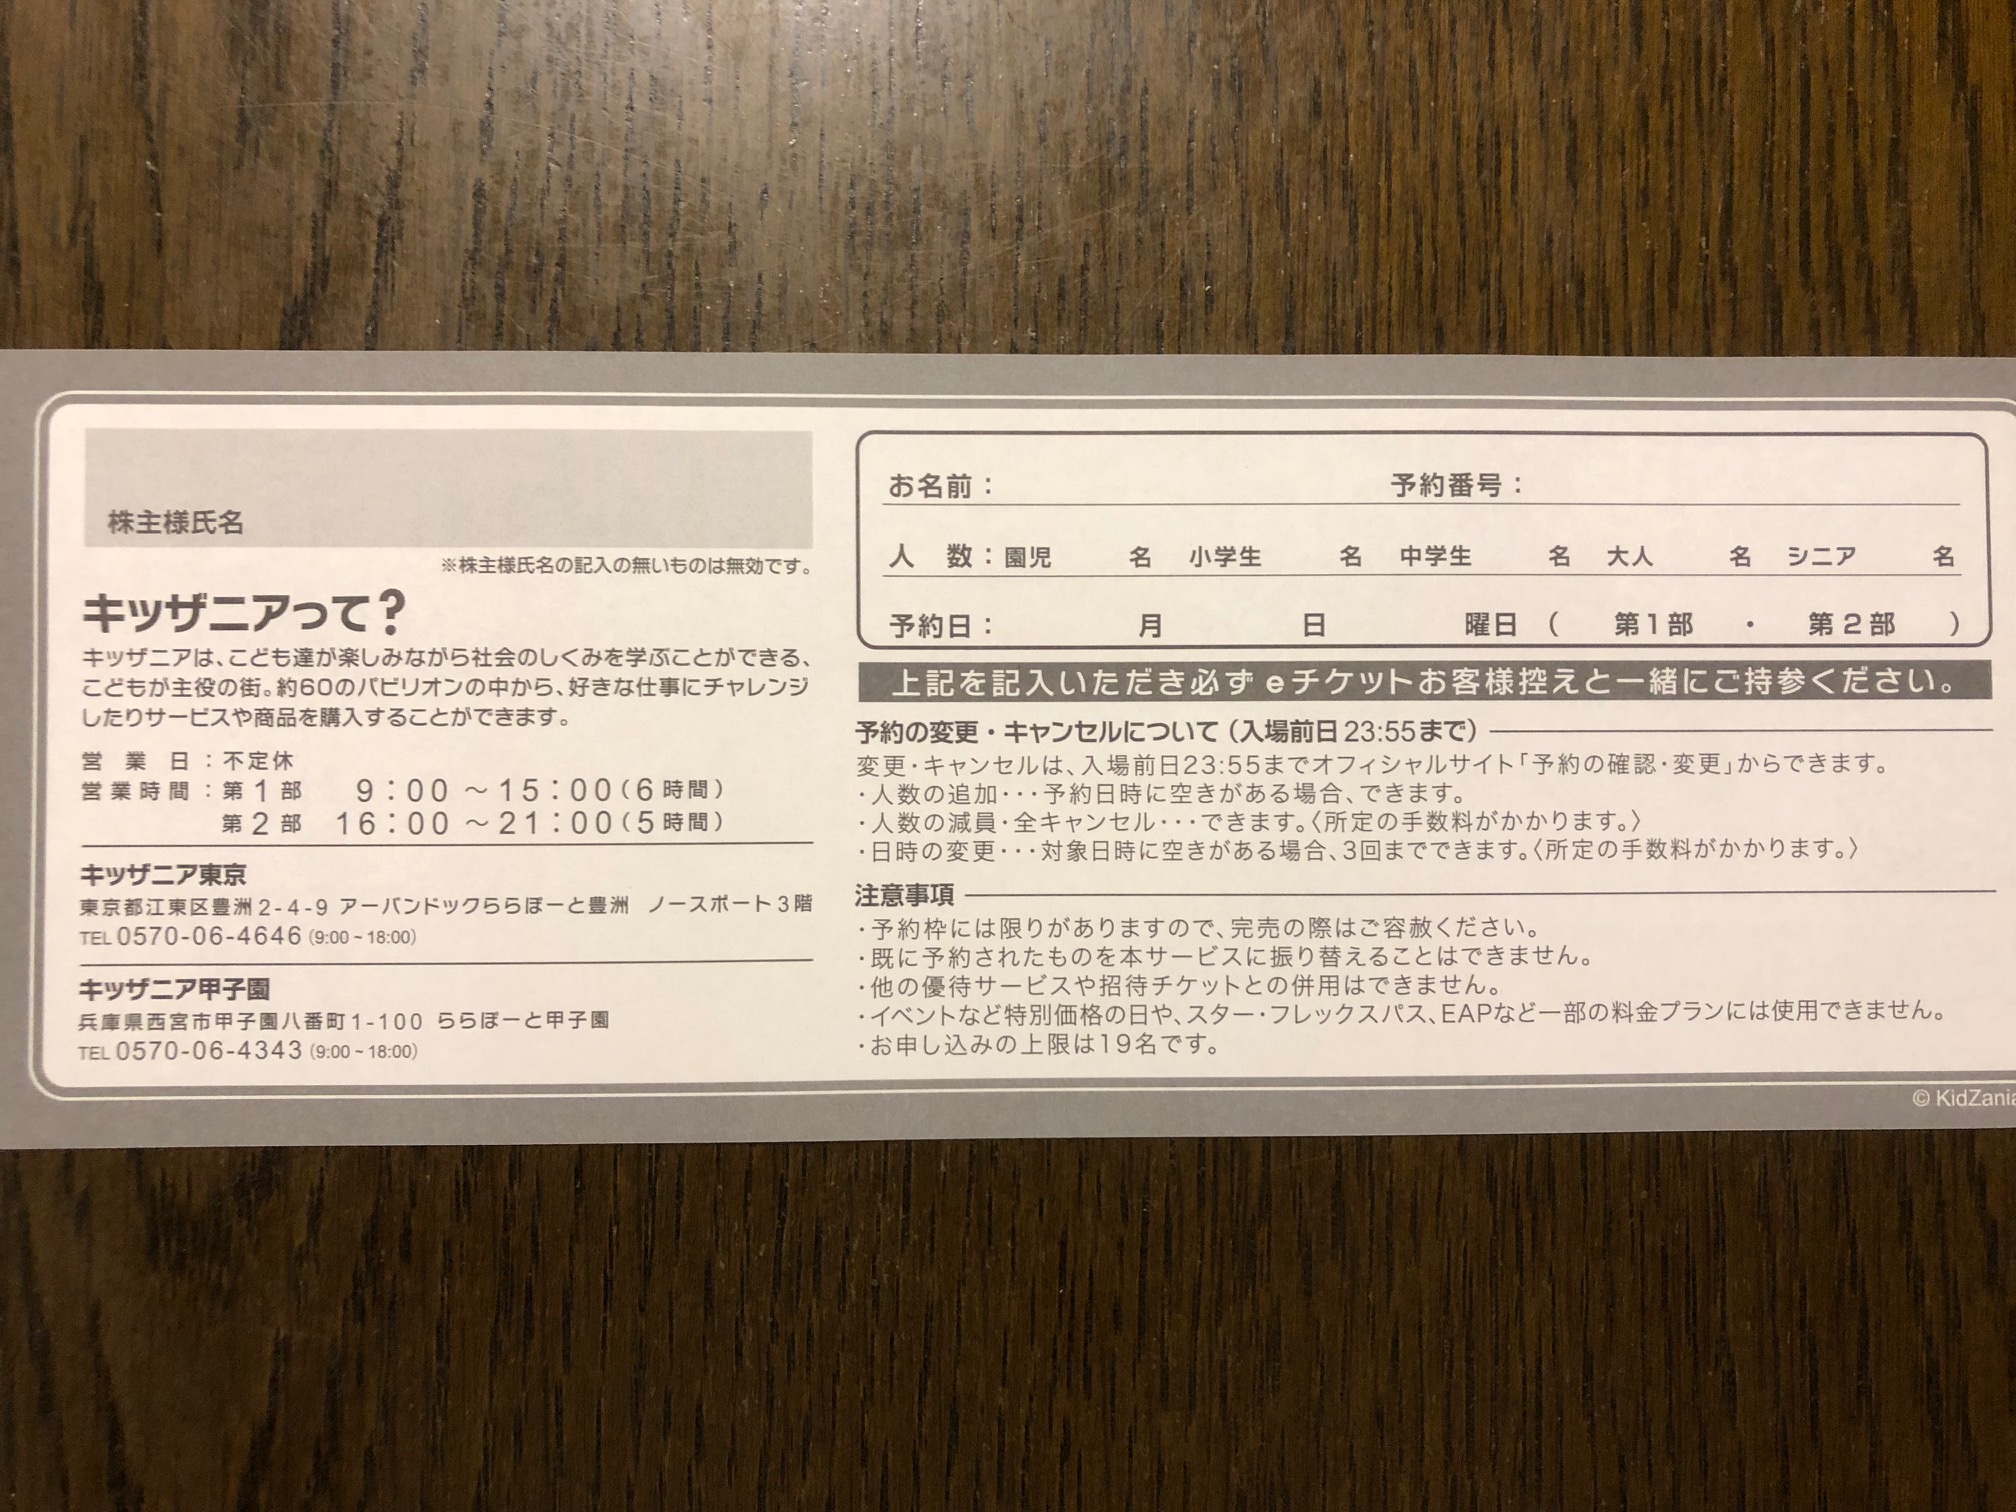 株主様氏名
※株主様氏名の記入の無いものは無効です。
キッザニアって?
キッザニアは、こども達が楽しみながら社会のしくみを学ぶことができる、
こどもが主役の街。約60のパビリオンの中から、好きな仕事にチャレンジ
したりサービスや商品を購入することができます。
営業日：不定休
営業時間：第1部 9：00～15：00（6時間）
第2部 16：00～21：00（5時間）
キッザニア東京
東京都江東区豊洲2-4-9 アーバンドックららぽーと豊洲 ノースポート3階
TEL 0570-06-4646 (9:00~18:00)
キッザニア甲子園
兵庫県西宮市甲子園八番町1-100 ららぽーと甲子園
TEL 0570-06-4343 (9:00~18:00)
お名前： 予約番号：
人 数：園児 名 小学生 名 中学生 名 大人 名 シニア 名
予約日： 月 日 曜日（ 第1部 ・ 第2部 ）
上記を記入いただき必ずeチケットお客様控えと一緒にご持参ください。
予約の変更・キャンセルについて（入場前日23:55まで）
変更・キャンセルは、入場前日23:55までオフィシャルサイト「予約の確認・変更」からできます。
・人数の追加・・・予約日時に空きがある場合、できます。
・人数の減員・全キャンセル・・・できます。〈所定の手数料がかかります。〉
・日時の変更・・・対象日時に空きがある場合、3回までできます。〈所定の手数料がかかります。〉
注意事項
・予約枠には限りがありますので、完売の際はご容赦ください。
・既に予約されたものを本サービスに振り替えることはできません。
・他の優待サービスや招待チケットとの併用はできません。
・イベントなど特別価格の日や、スター・フレックスパス、EAPなど一部の料金プランには使用できません。
・お申し込みの上限は19名です。
© KidZania